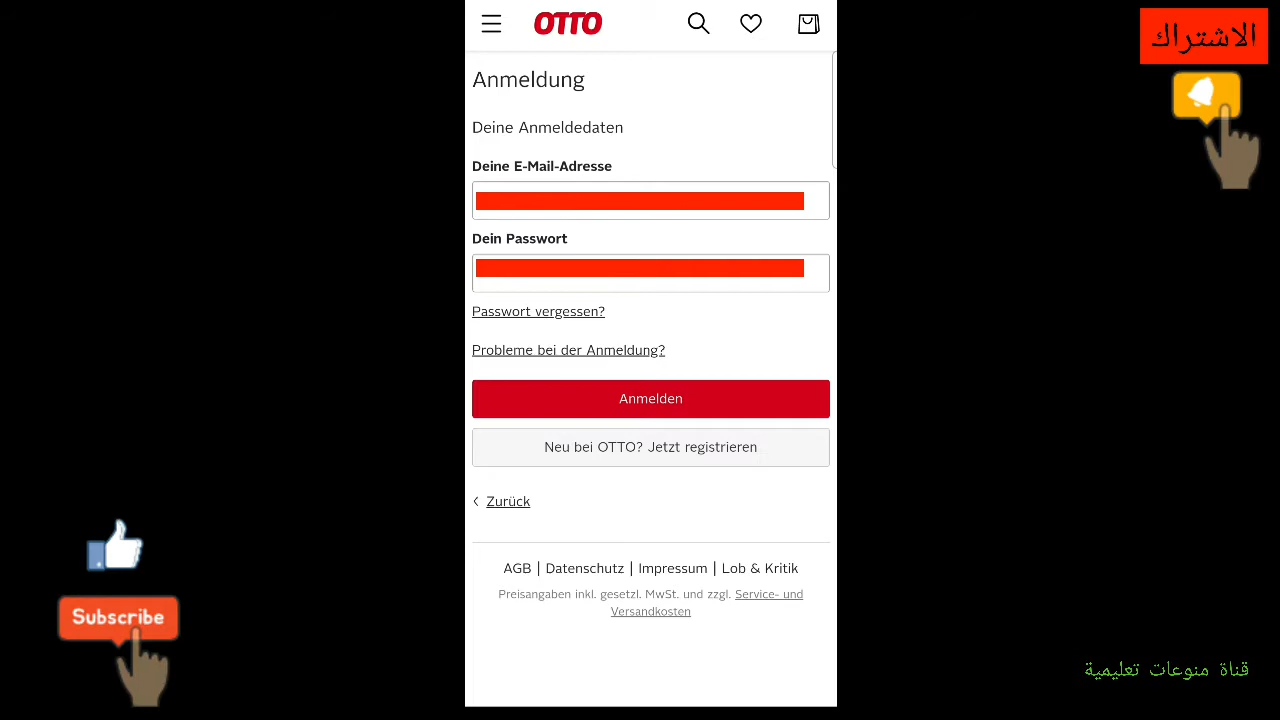 OTTO
الاشتراك
Anmeldung
Deine Anmeldedaten
Deine E-Mail-Adresse
Dein Passwort
Passwort vergessen?
Probleme bei der Anmeldung?
Anmelden
Neu bei OTTO? Jetzt registrieren
Zurück
AGB | Datenschutz | Impressum | Lob & Kritik
Preisangaben inkl. gesetzl. MwSt. und zzgl. Service- und
Versandkosten
Subscribe
قناة منوعات تعليمية